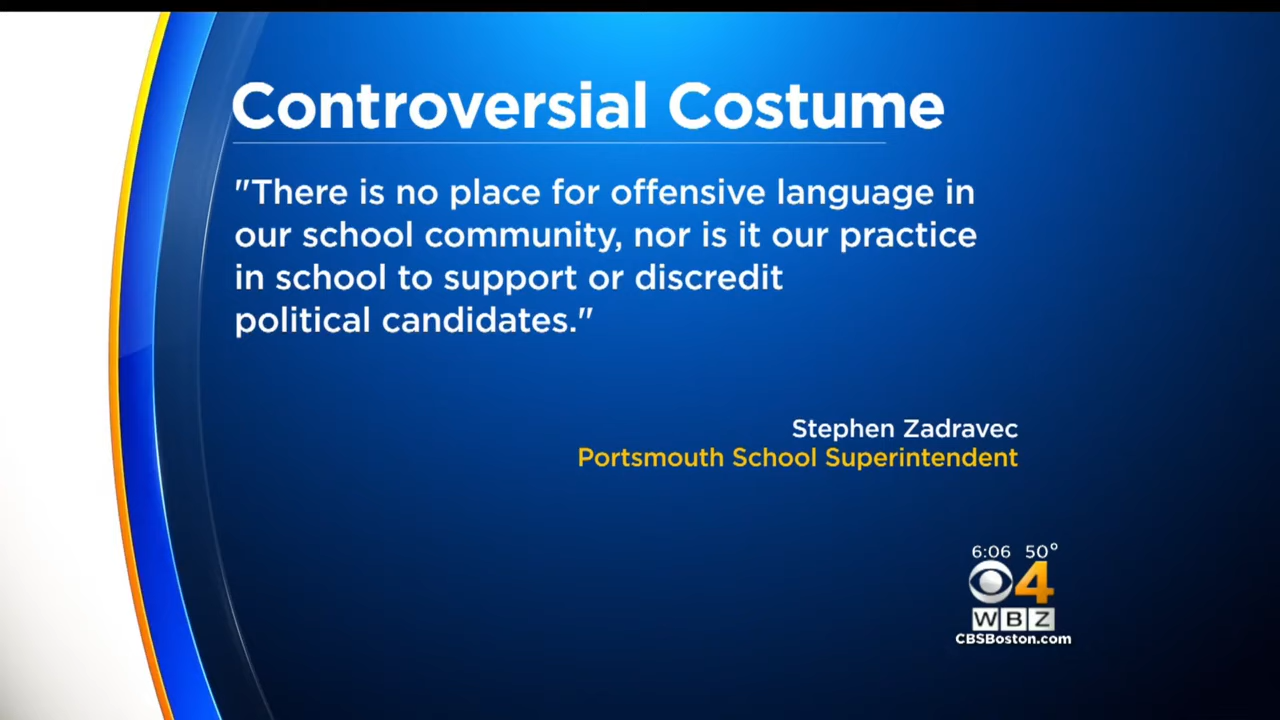 Controversial Costume
"There is no place for offensive language in
our school community, nor is it our practice
in school to support or discredit
political candidates."
Stephen Zadravec
Portsmouth School Superintendent
6:06 50°
4
WBZ
CBSBoston.com